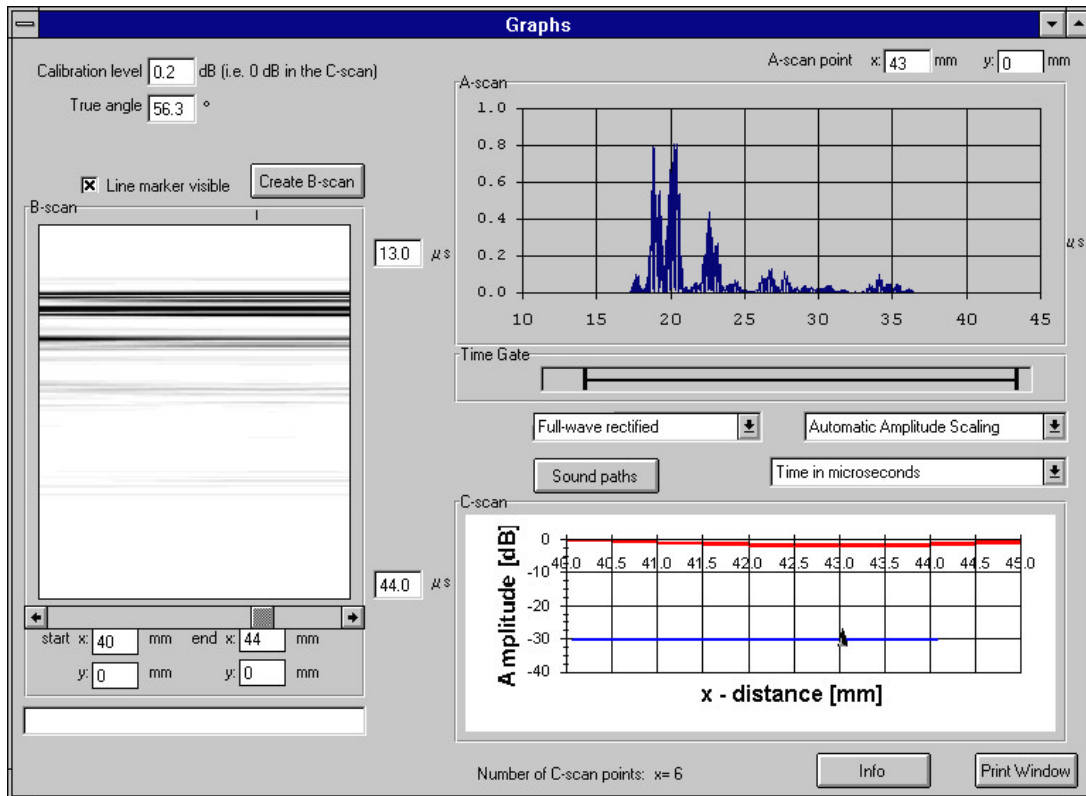 Graphs
Calibration level 0.2 dB (i.e. 0 dB in the C-scan)
True angle 56.3 °
Line marker visible
Create B-scan
B-scan
13.0 μs
44.0 μs
start x: 40 mm end x: 44 mm
y: 0 mm y: 0 mm
A-scan point x: 43 mm y: 0 mm
A-scan
1.0
0.8
0.6
0.4
0.2
0.0
10 15 20 25 30 35 40 45
μs
Time Gate
Full-wave rectified
Automatic Amplitude Scaling
Sound paths
Time in microseconds
C-scan
Amplitude [dB]
0
-10
-20
-30
-40
40.0 40.5 41.0 41.5 42.0 42.5 43.0 43.5 44.0 44.5 45.0
x - distance [mm]
Number of C-scan points: x= 6
Info
Print Window